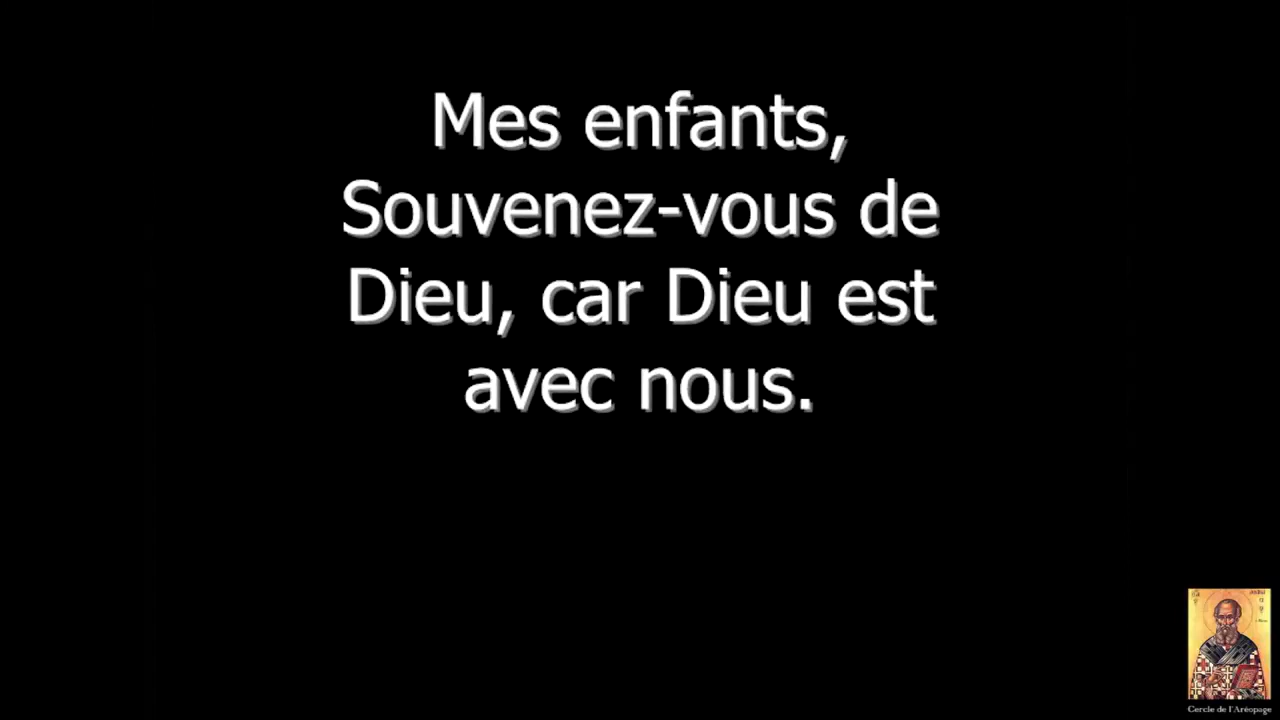 Mes enfants,
Souvenez-vous de
Dieu, car Dieu est
avec nous.
Cercle de l'Aréopage